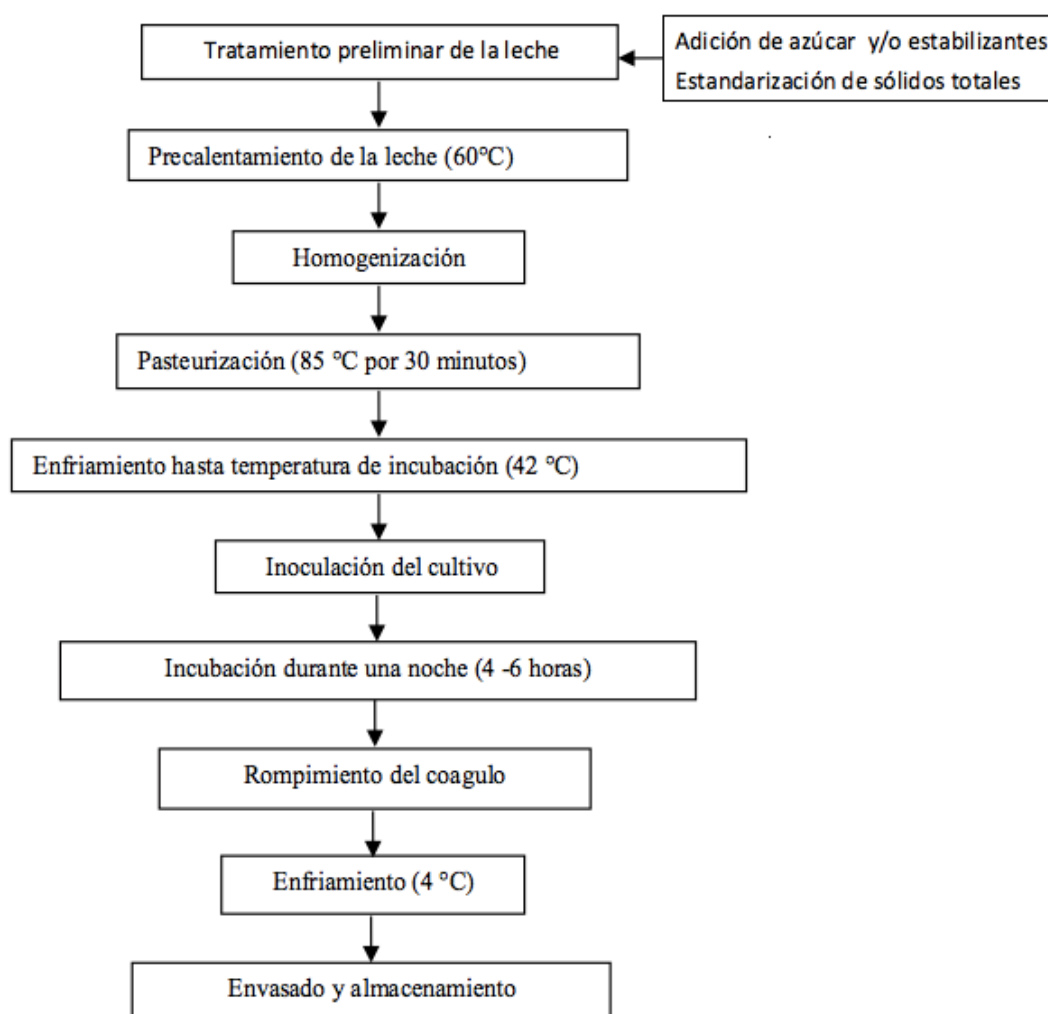 Tratamiento preliminar de la leche
Adición de azúcar y/o estabilizantes
Estandarización de sólidos totales
Precalentamiento de la leche (60°C)
Homogenización
Pasteurización (85 °C por 30 minutos)
Enfriamiento hasta temperatura de incubación (42 °C)
Inoculación del cultivo
Incubación durante una noche (4 -6 horas)
Rompimiento del coagulo
Enfriamiento (4 °C)
Envasado y almacenamiento